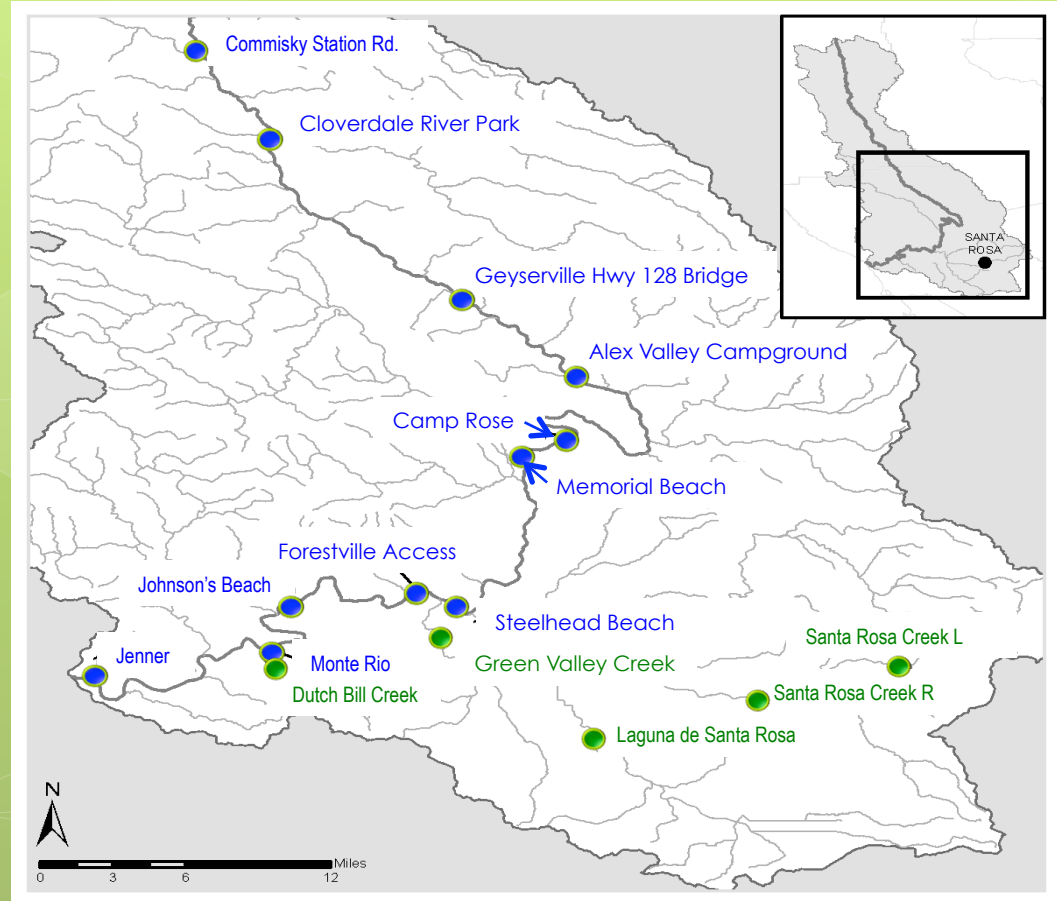 Commisky Station Rd.
Cloverdale River Park
SANTA
ROSA
Geyserville Hwy 128 Bridge
Alex Valley Campground
Camp Rose
Memorial Beach
Forestville Access
Johnson's Beach
Steelhead Beach
Santa Rosa Creek L
Jenner
Monte Rio
Green Valley Creek
Dutch Bill Creek
Santa Rosa Creek R
Laguna de Santa Rosa
N
Miles
0 3 6 12